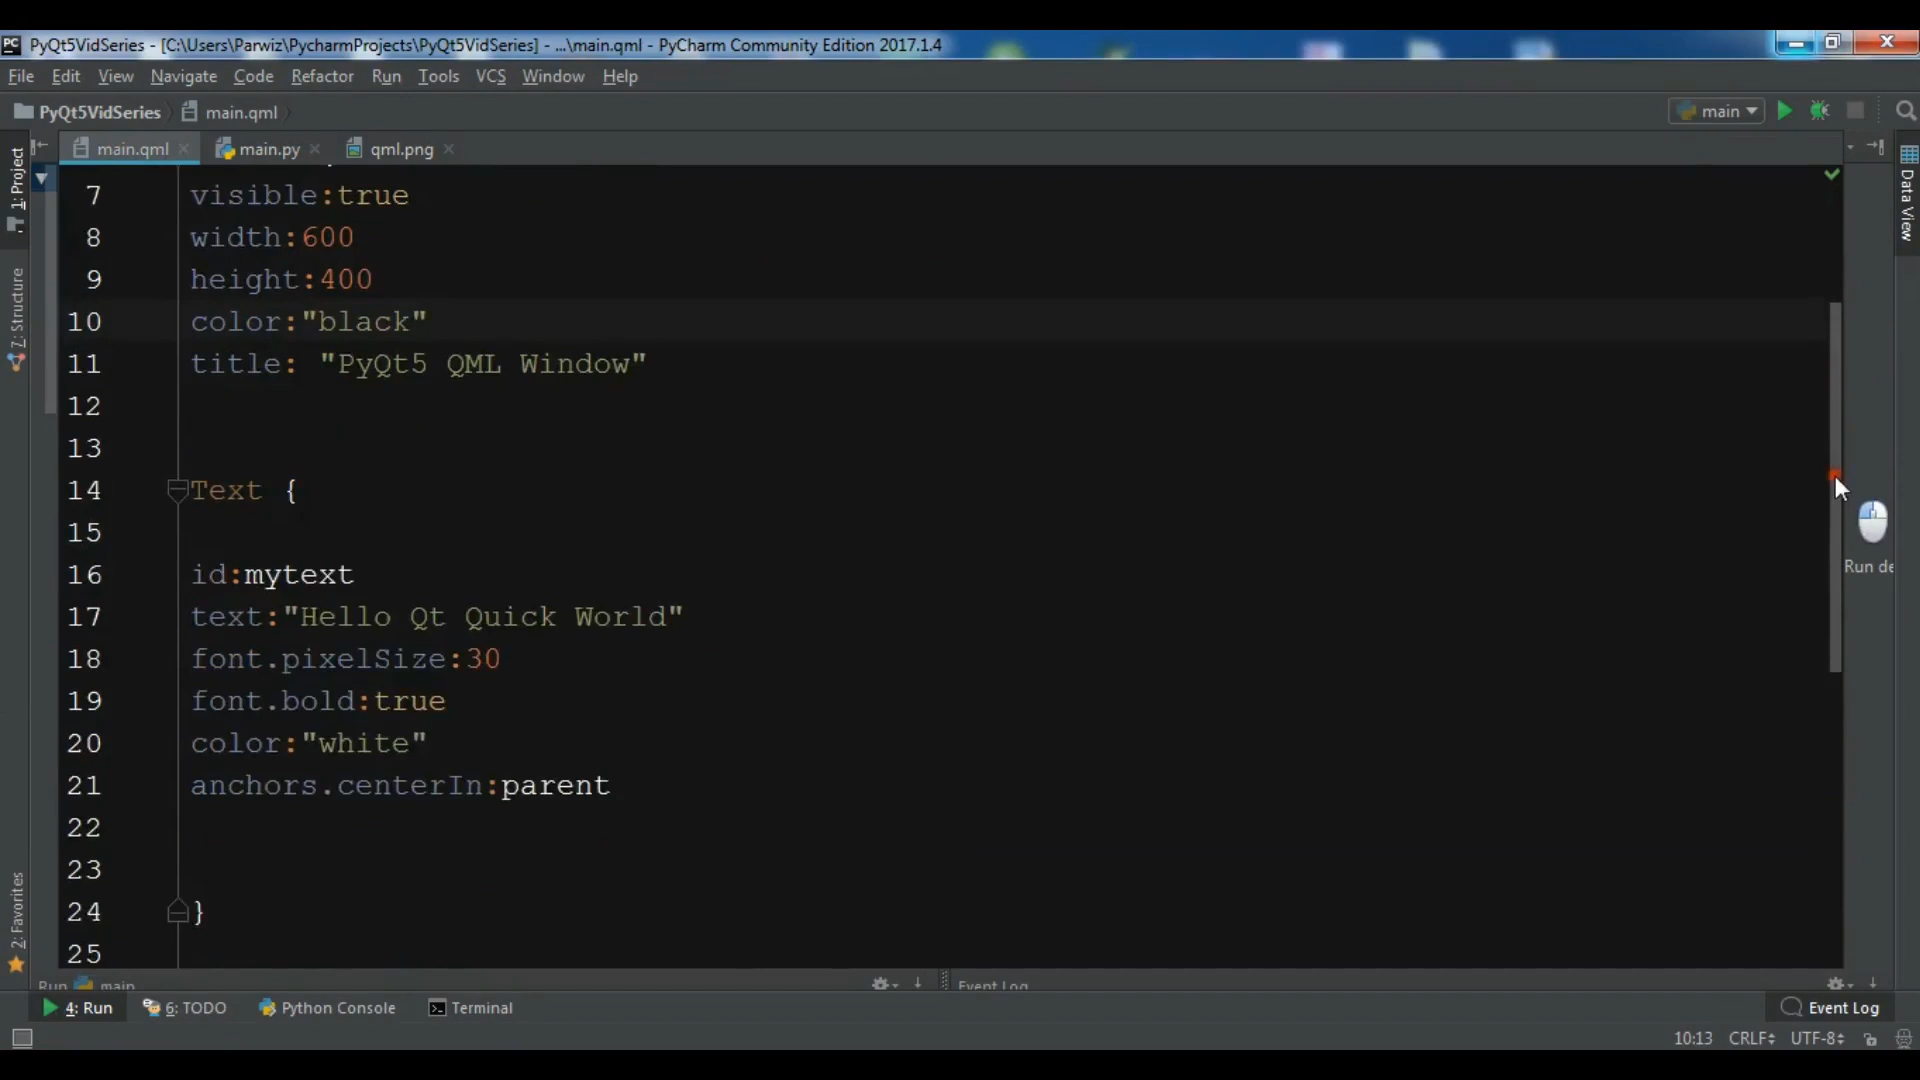 PC PyQt5VidSeries - [C:\Users\Parwiz\PycharmProjects\PyQt5VidSeries] - ...\main.qml - PyCharm Community Edition 2017.1.4
File Edit View Navigate Code Refactor Run Tools VCS Window Help
PyQt5VidSeries main.qml main
main.qml main.py qml.png
1: Project
7: Structure
2: Favorites
Data View
7 visible:true
8 width:600
9 height:400
10 color:"black"
11 title: "PyQt5 QML Window"
12
13
14 Text {
15
16 id:mytext
17 text:"Hello Qt Quick World"
18 font.pixelSize:30
19 font.bold:true
20 color:"white"
21 anchors.centerIn:parent
22
23
24 }
25
Run de
Run main Event Log
4: Run 6: TODO Python Console Terminal Event Log
10:13 CRLF UTF-8